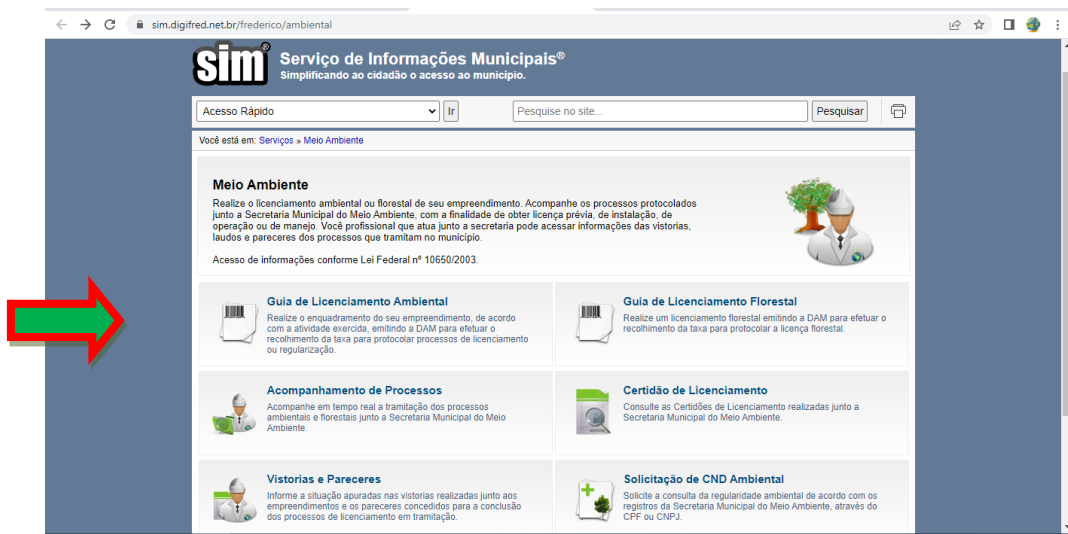 sim.digifred.net.br/frederico/ambiental
sim®
Serviço de Informações Municipais®
Simplificando ao cidadão o acesso ao município.
Acesso Rápido
Ir
Pesquise no site...
Pesquisar
Você está em: Serviços » Meio Ambiente
Meio Ambiente
Realize o licenciamento ambiental ou florestal de seu empreendimento. Acompanhe os processos protocolados
junto a Secretaria Municipal do Meio Ambiente, com a finalidade de obter licença prévia, de instalação, de
operação ou de manejo. Você profissional que atua junto a secretaria pode acessar informações das vistorias,
laudos e pareceres dos processos que tramitam no município.
Acesso de informações conforme Lei Federal nº 10650/2003.
Guia de Licenciamento Ambiental
Realize o enquadramento do seu empreendimento, de acordo
com a atividade exercida, emitindo a DAM para efetuar o
recolhimento da taxa para protocolar processos de licenciamento
ou regularização.
Guia de Licenciamento Florestal
Realize um licenciamento florestal emitindo a DAM para efetuar o
recolhimento da taxa para protocolar a licença florestal.
Acompanhamento de Processos
Acompanhe em tempo real a tramitação dos processos
ambientais e florestais junto a Secretaria Municipal do Meio
Ambiente.
Certidão de Licenciamento
Consulte as Certidões de Licenciamento realizadas junto a
Secretaria Municipal do Meio Ambiente.
Vistorias e Pareceres
Informe a situação apuradas nas vistorias realizadas junto aos
empreendimentos e os pareceres concedidos para a conclusão
dos processos de licenciamento em tramitação.
Solicitação de CND Ambiental
Solicite a consulta da regularidade ambiental de acordo com os
registros da Secretaria Municipal do Meio Ambiente, através do
CPF ou CNPJ.